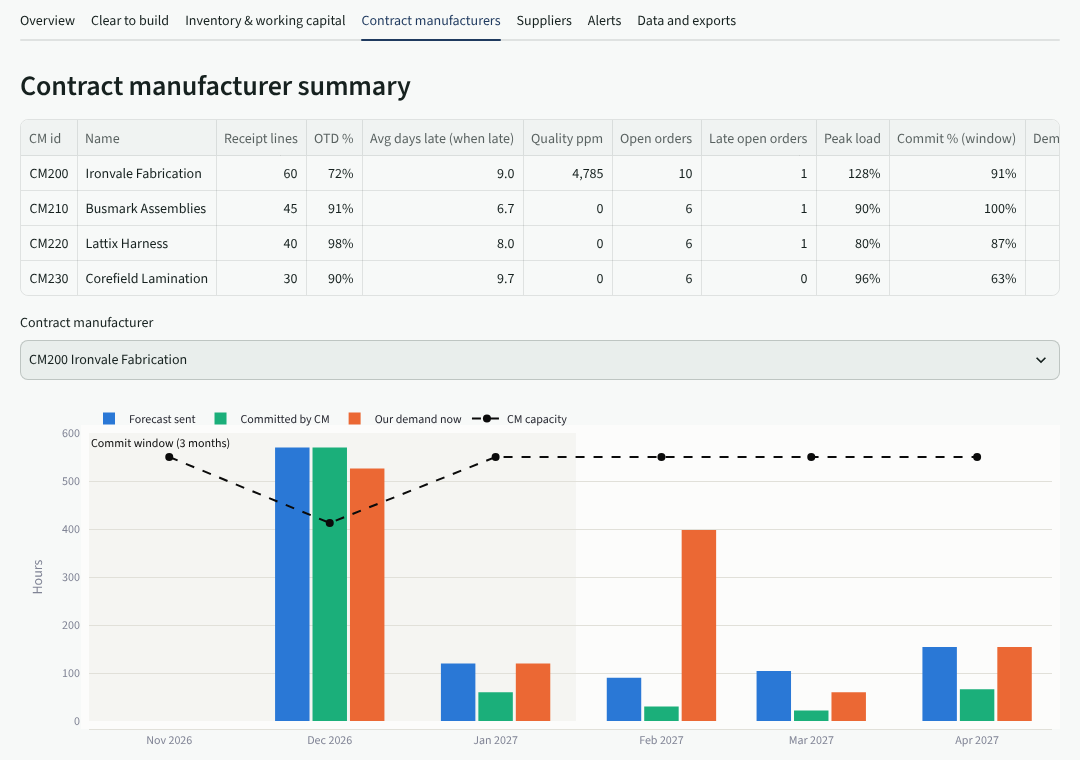 Overview Clear to build Inventory & working capital Contract manufacturers Suppliers Alerts Data and exports
Contract manufacturer summary
CM id Name Receipt lines OTD % Avg days late (when late) Quality ppm Open orders Late open orders Peak load Commit % (window) Dem
CM200 Ironvale Fabrication 60 72% 9.0 4,785 10 1 128% 91%
CM210 Busmark Assemblies 45 91% 6.7 0 6 1 90% 100%
CM220 Lattix Harness 40 98% 8.0 0 6 1 80% 87%
CM230 Corefield Lamination 30 90% 9.7 0 6 0 96% 63%
Contract manufacturer
CM200 Ironvale Fabrication
Forecast sent Committed by CM Our demand now CM capacity
Commit window (3 months)
600
500
400
300
200
100
0
Hours
Nov 2026 Dec 2026 Jan 2027 Feb 2027 Mar 2027 Apr 2027